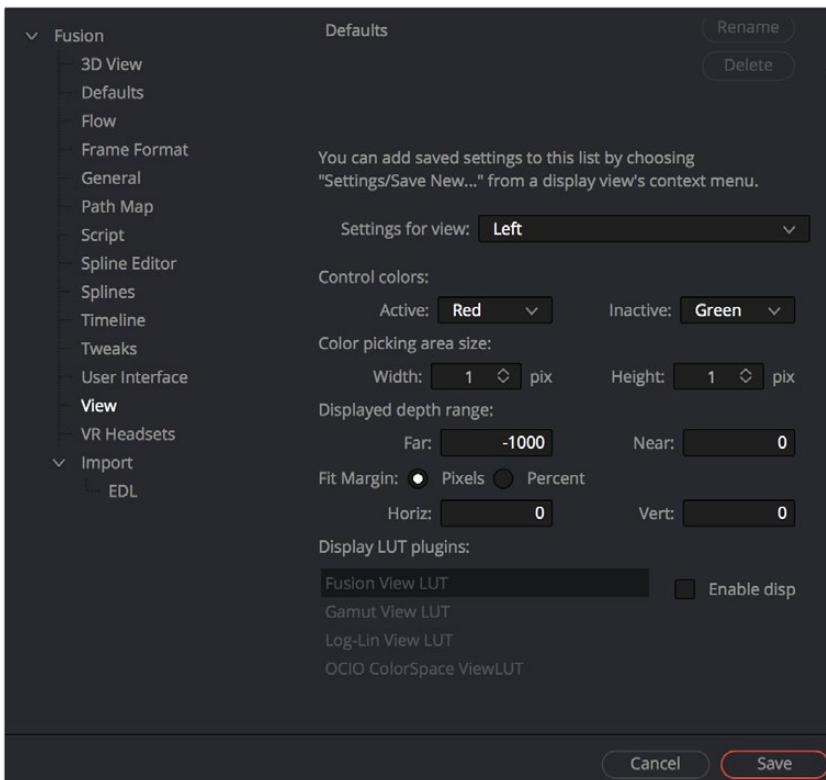 Fusion
3D View
Defaults
Flow
Frame Format
General
Path Map
Script
Spline Editor
Splines
Timeline
Tweaks
User Interface
View
VR Headsets
Import
EDL
Defaults
Rename
Delete
You can add saved settings to this list by choosing
"Settings/Save New..." from a display view's context menu.
Settings for view: Left
Control colors:
Active: Red Inactive: Green
Color picking area size:
Width: 1 pix Height: 1 pix
Displayed depth range:
Far: -1000 Near: 0
Fit Margin: Pixels Percent
Horiz: 0 Vert: 0
Display LUT plugins:
Fusion View LUT Enable disp
Gamut View LUT
Log-Lin View LUT
OCIO ColorSpace ViewLUT
Cancel Save